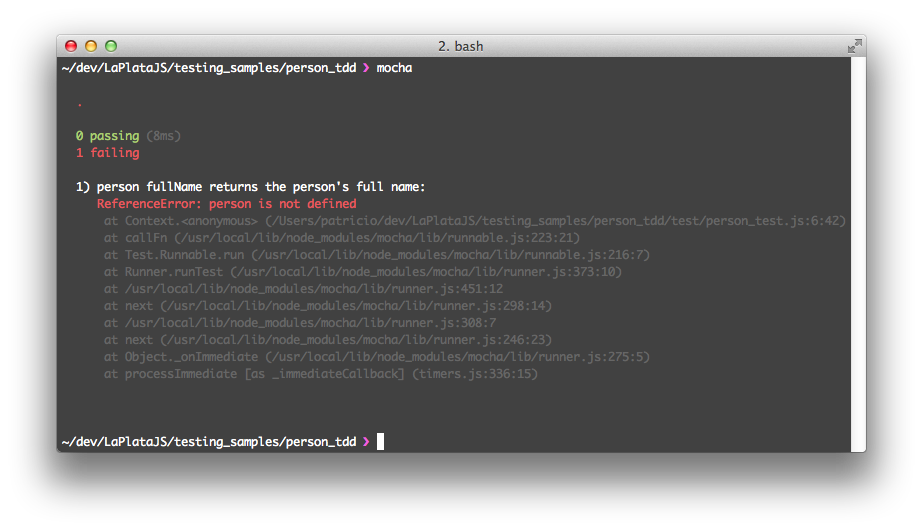 2. bash
~/dev/LaPlataJS/testing_samples/person_tdd ❯ mocha
.
0 passing (8ms)
1 failing
1) person fullName returns the person's full name:
ReferenceError: person is not defined
at Context.<anonymous> (/Users/patricio/dev/LaPlataJS/testing_samples/person_tdd/test/person_test.js:6:42)
at callFn (/usr/local/lib/node_modules/mocha/lib/runnable.js:223:21)
at Test.Runnable.run (/usr/local/lib/node_modules/mocha/lib/runnable.js:216:7)
at Runner.runTest (/usr/local/lib/node_modules/mocha/lib/runner.js:373:10)
at /usr/local/lib/node_modules/mocha/lib/runner.js:451:12
at next (/usr/local/lib/node_modules/mocha/lib/runner.js:298:14)
at /usr/local/lib/node_modules/mocha/lib/runner.js:308:7
at next (/usr/local/lib/node_modules/mocha/lib/runner.js:246:23)
at Object._onImmediate (/usr/local/lib/node_modules/mocha/lib/runner.js:275:5)
at processImmediate [as _immediateCallback] (timers.js:336:15)
~/dev/LaPlataJS/testing_samples/person_tdd ❯